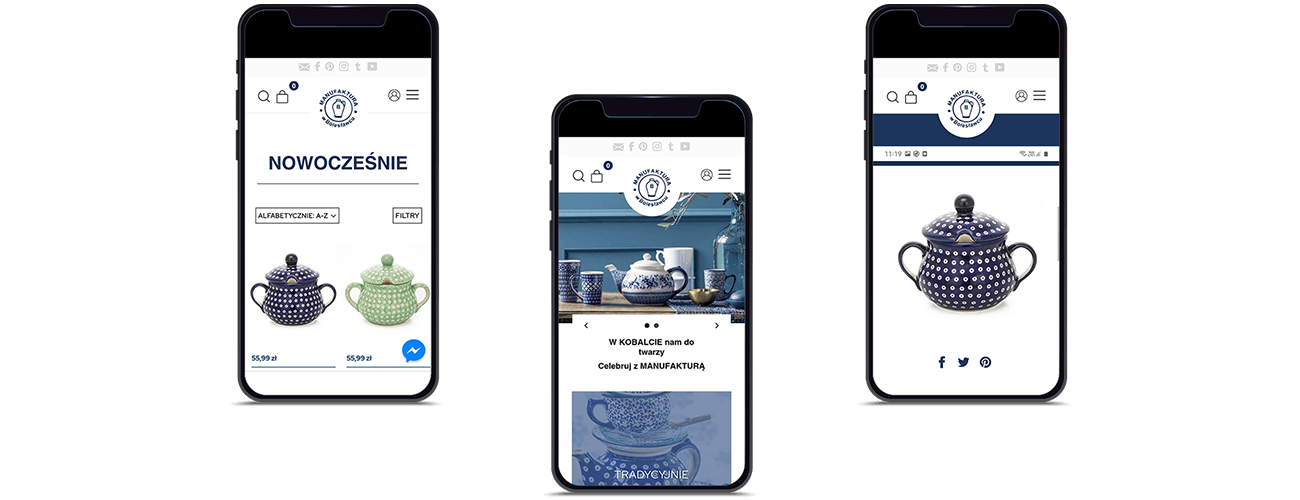 0
MANUFAKTURA
w Bolesławcu
NOWOCZEŚNIE
ALFABETYCZNIE: A-Z
FILTRY
55,99 zł
55,99 zł
0
MANUFAKTURA
B
w Bolesławcu
W KOBALCIE nam do
twarzy
Celebruj z MANUFAKTURĄ
TRADYCYJNIE
0
MANUFAKTURA
B
w Bolesławcu
11:19